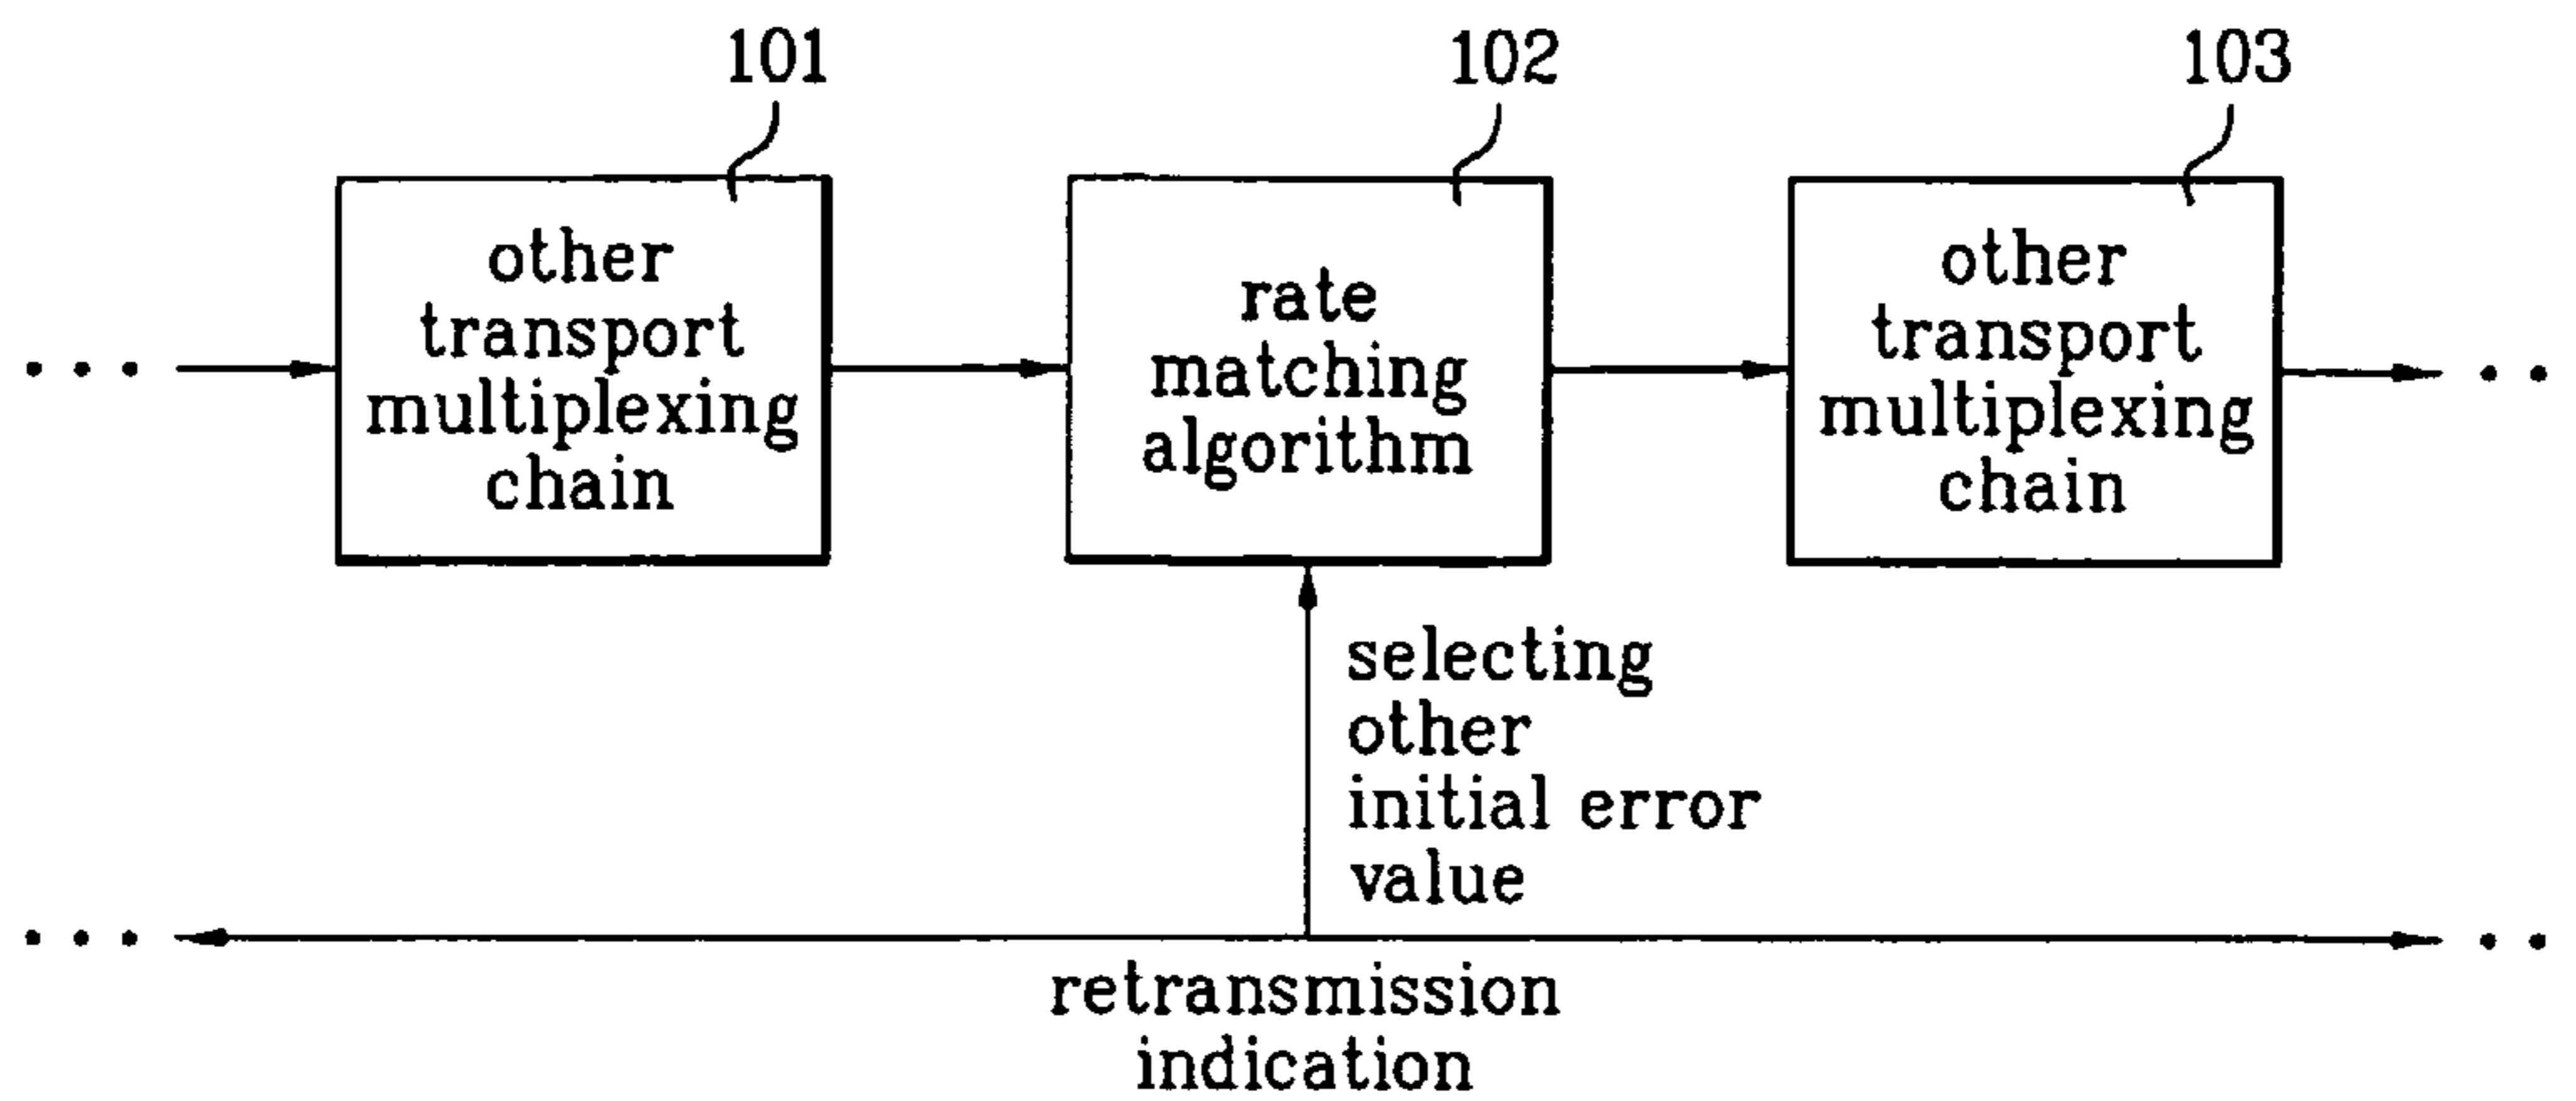 101
102
103
other
transport
multiplexing
chain
rate
matching
algorithm
other
transport
multiplexing
chain
selecting
other
initial error
value
retransmission
indication